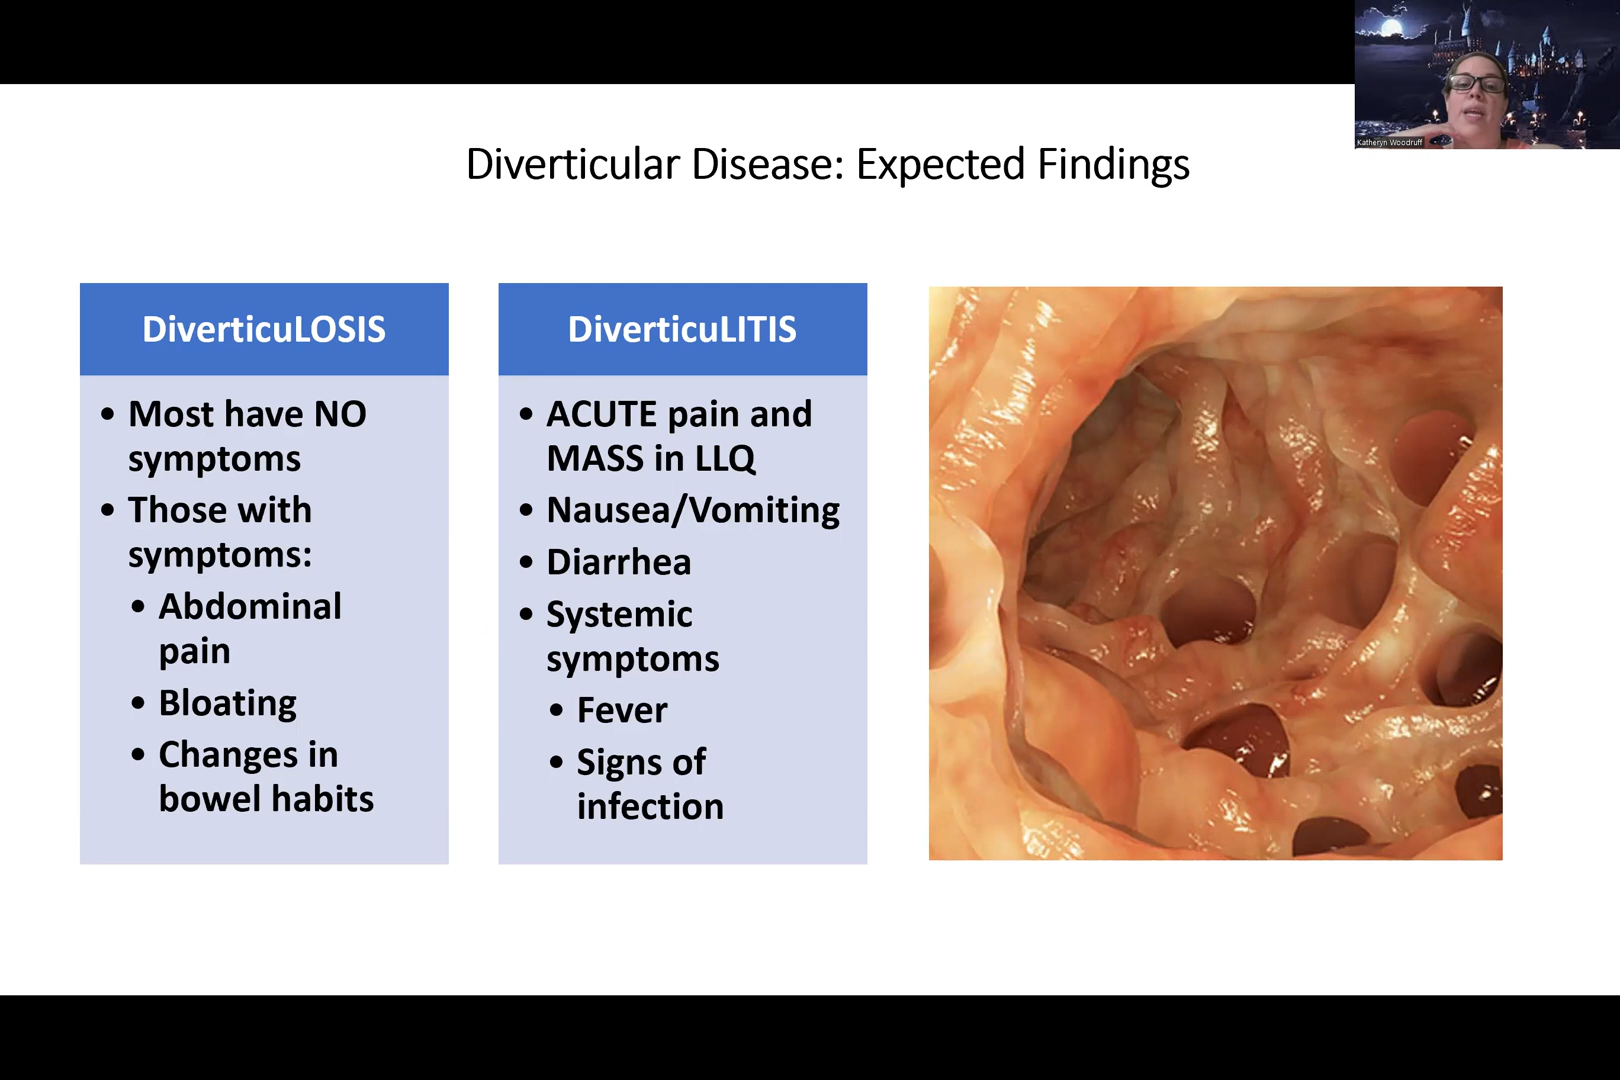 Katheryn Woodruff
Diverticular Disease: Expected Findings
DiverticuLOSIS
• Most have NO
symptoms
• Those with
symptoms:
• Abdominal
pain
• Bloating
• Changes in
bowel habits
DiverticuLITIS
• ACUTE pain and
MASS in LLQ
• Nausea/Vomiting
• Diarrhea
• Systemic
symptoms
• Fever
• Signs of
infection